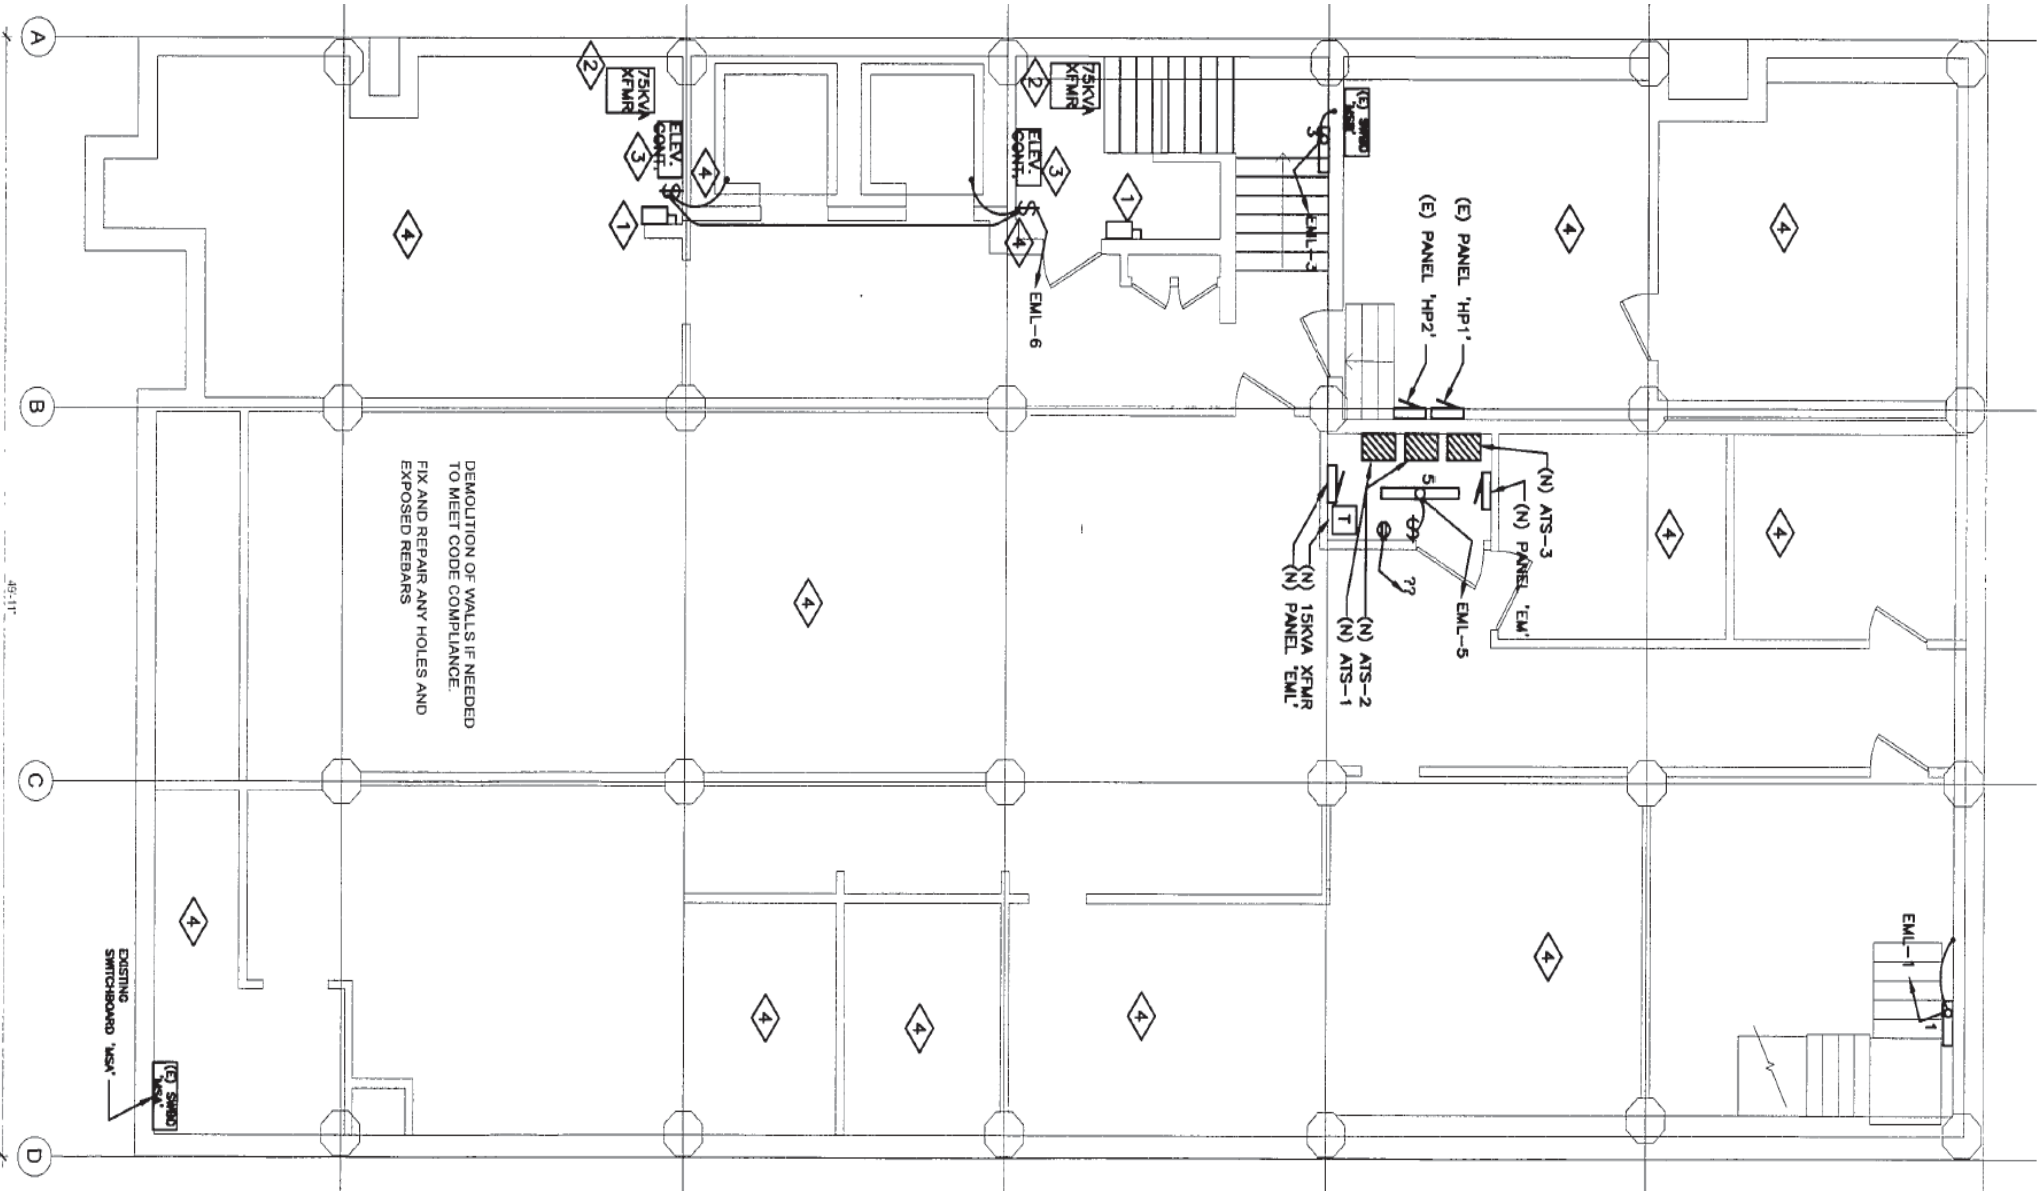 A
B
C
D
49'-11"
2
75KVA
XFMR
ELEV.
CONT.
3
4
$
1
4
75KVA
XFMR
2
ELEV.
CONT.
3
$
4
1
EML-6
3
EML-3
(E) SWBD
'MSB'
(E) PANEL 'HP1'
(E) PANEL 'HP2'
4
4
(N) ATS-3
(N) PANEL 'EM'
5
T
??
EML-5
(N) ATS-2
(N) ATS-1
(N) 15KVA XFMR
(N) PANEL 'EML'
4
4
DEMOLITION OF WALLS IF NEEDED
TO MEET CODE COMPLIANCE.
FIX AND REPAIR ANY HOLES AND
EXPOSED REBARS
4
4
4
4
4
4
EML-1
1
EXISTING
SWITCHBOARD 'MSA'
(E) SWBD
'MSA'